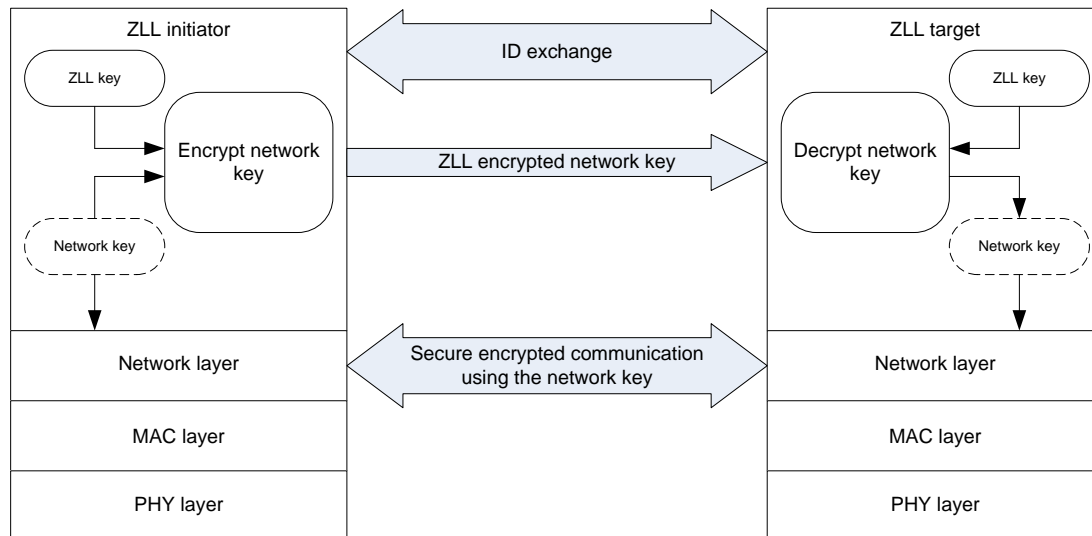 ZLL initiator
ID exchange
ZLL target
ZLL key
ZLL key
Encrypt network
key
ZLL encrypted network key
Decrypt network
key
Network key
Network key
Network layer
Secure encrypted communication
using the network key
Network layer
MAC layer
MAC layer
PHY layer
PHY layer